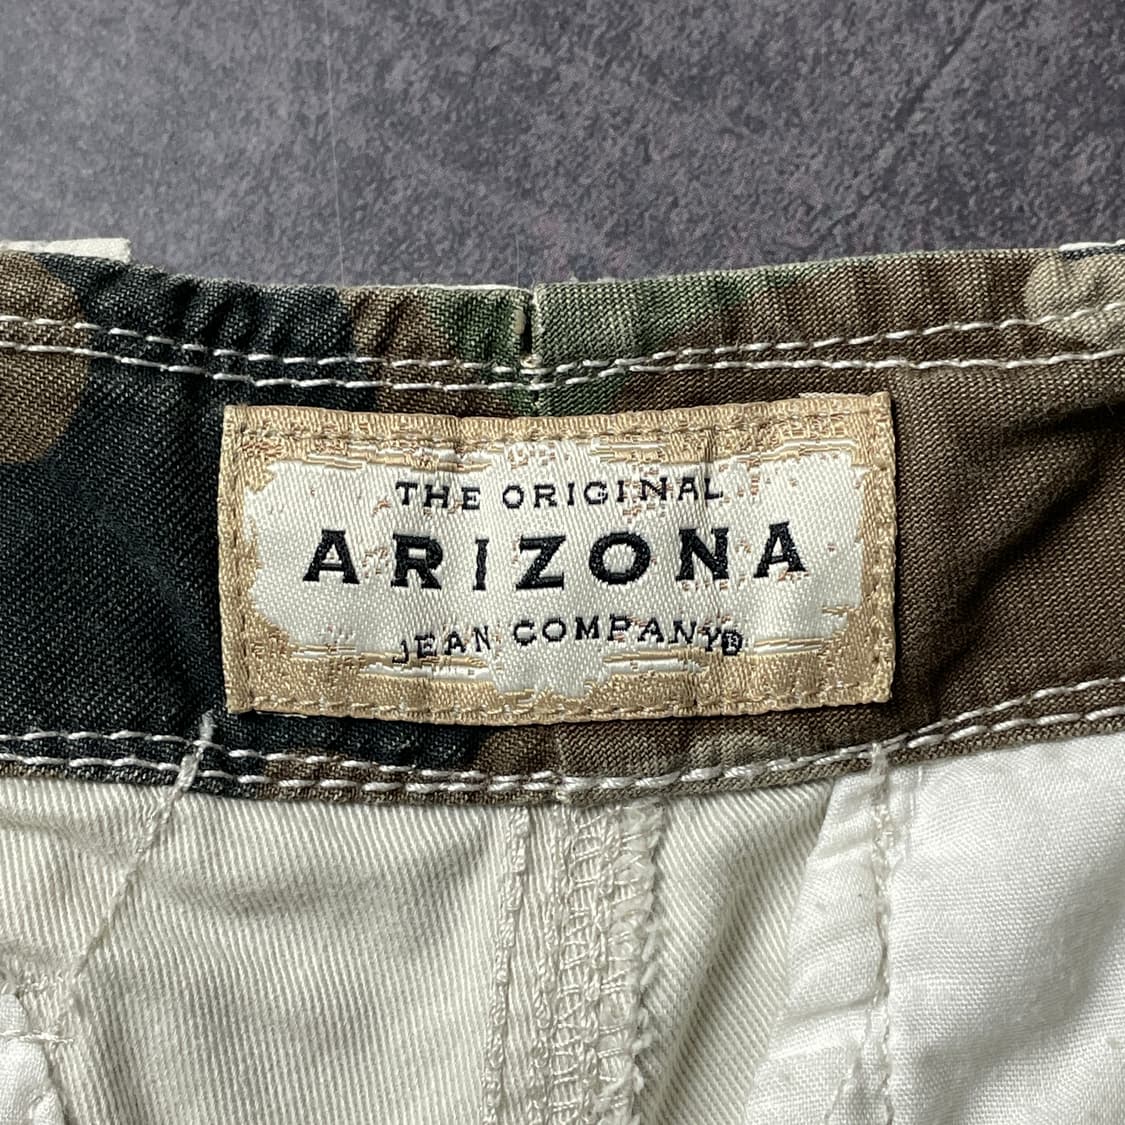 THE ORIGINAL
ARIZONA
JEAN COMPANY®